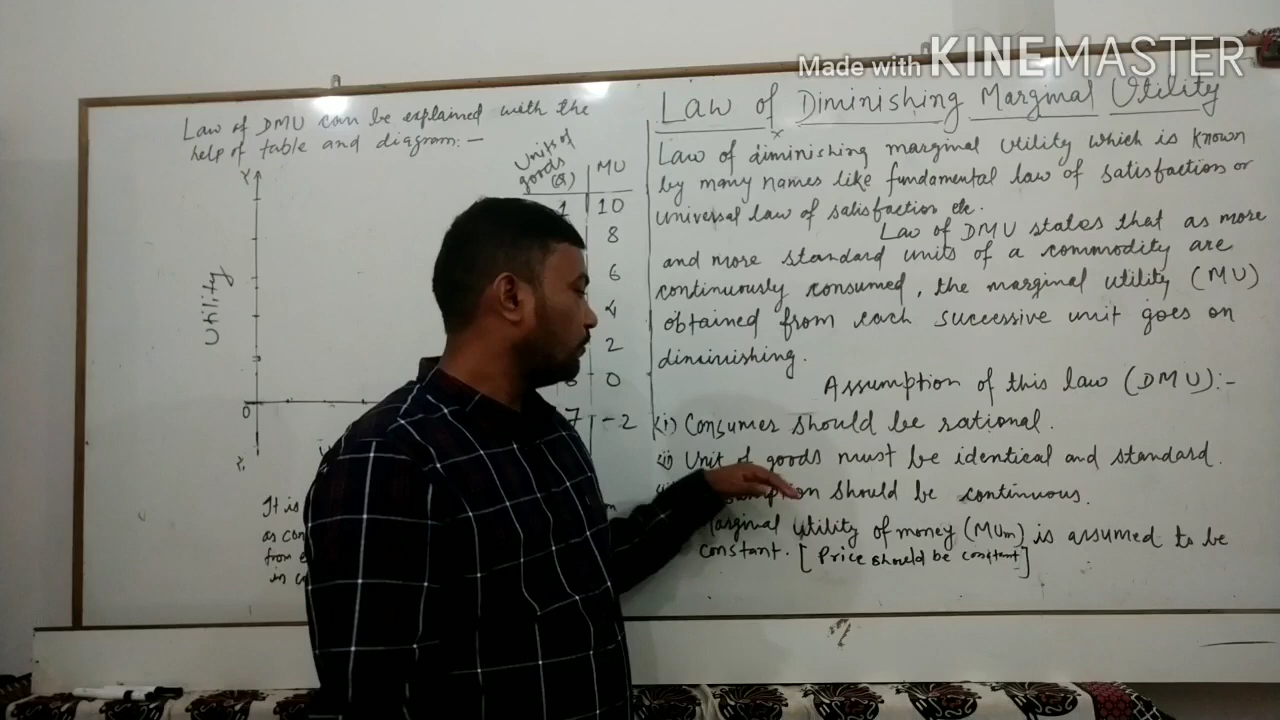 Made with KINEMASTER
Law of DMU can be explained with the
help of table and diagram:-
Units of
goods
(Q)
MU
1 10
8
6
4
2
0
7 -2
Y
Utility
0
It is
as con
from e
in co
Law of Diminishing Marginal Utility
Law of diminishing marginal utility which is known
by many names like fundamental law of satisfaction or
universal law of satisfaction etc.
Law of DMU states that as more
and more standard units of a commodity are
continuously consumed, the marginal utility (MU)
obtained from each successive unit goes on
diminishing.
Assumption of this law (DMU):-
(i) Consumer should be rational.
(ii) Unit of goods must be identical and standard.
should be continuous.
Marginal utility of money (MUm) is assumed to be
constant. [Price should be constant]